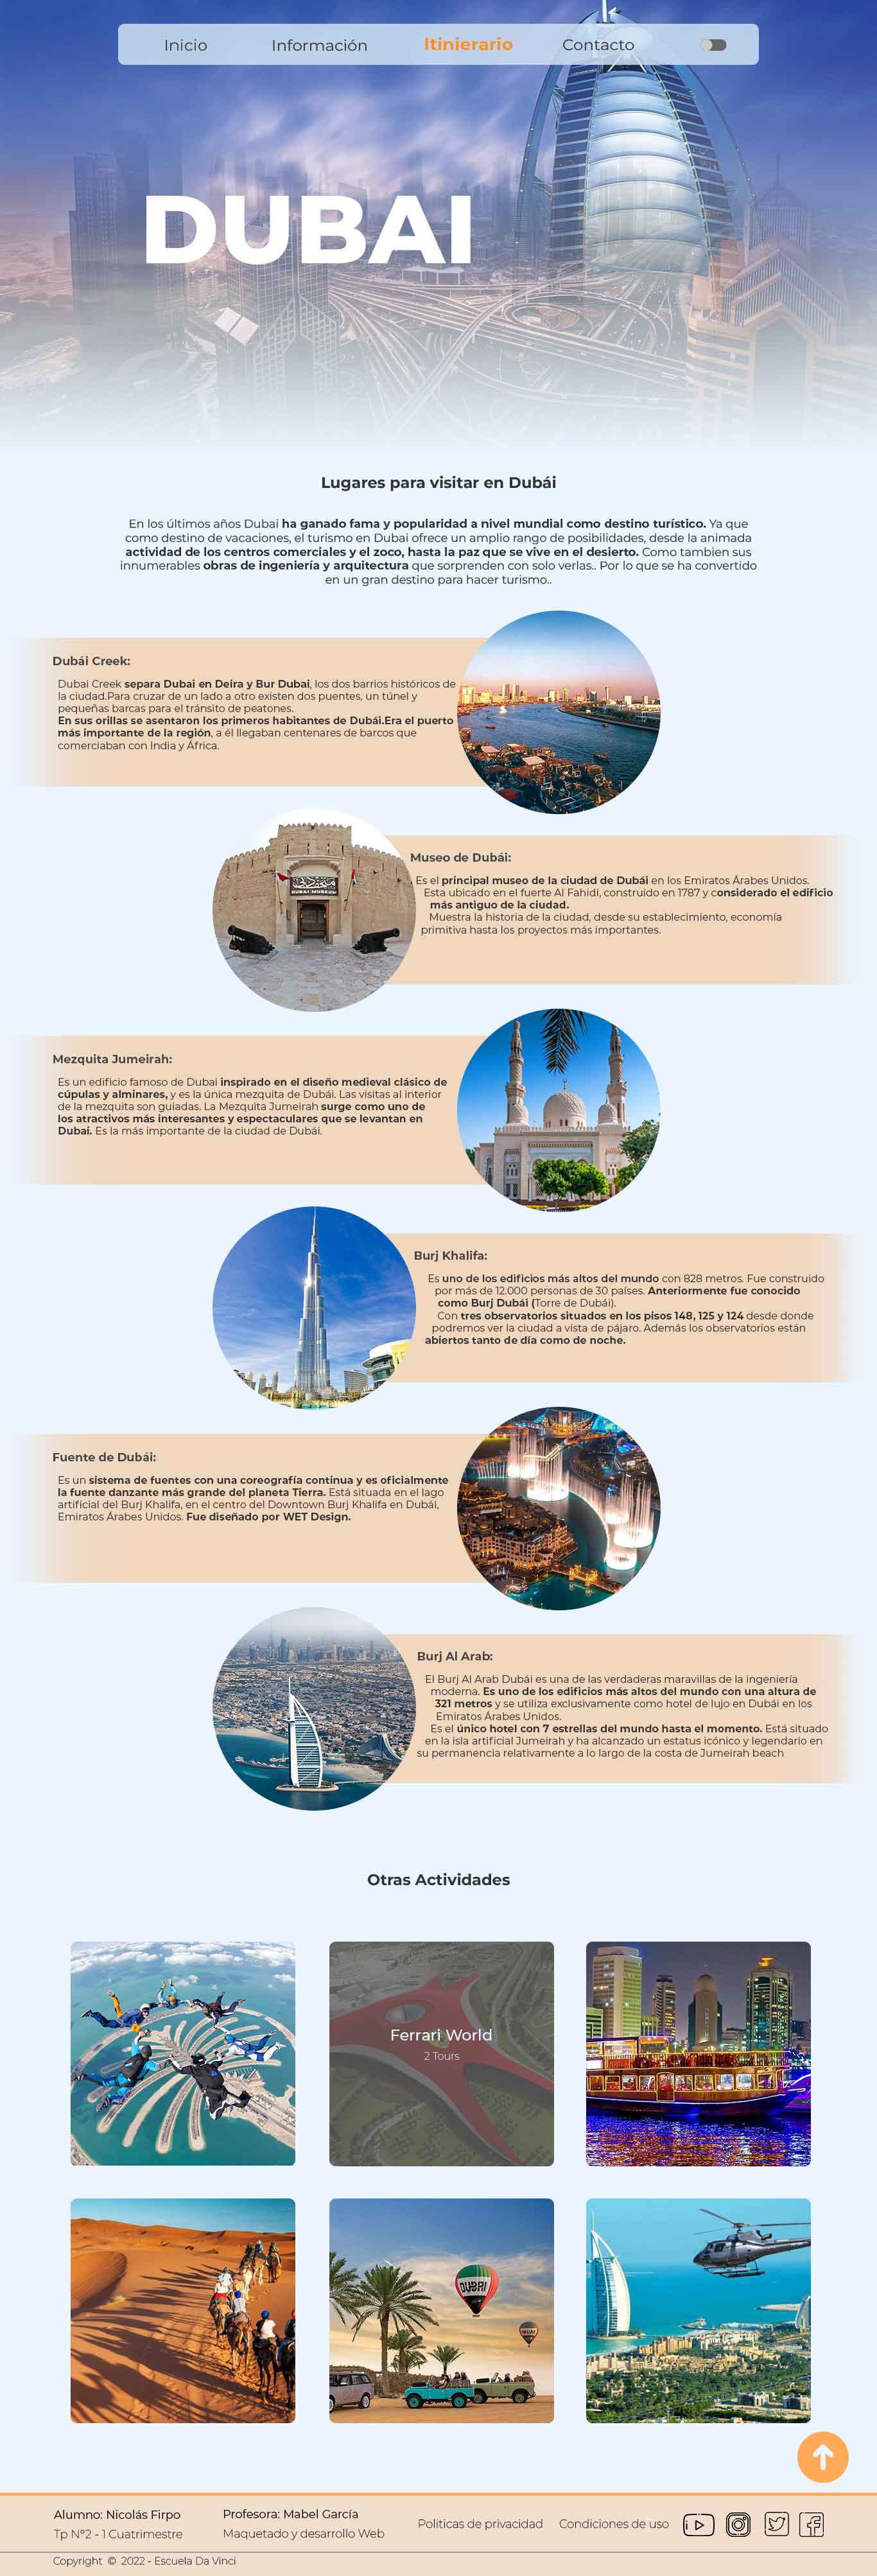 Inicio Información Itinierario Contacto
DUBAI
Lugares para visitar en Dubái
En los últimos años Dubai ha ganado fama y popularidad a nivel mundial como destino turístico. Ya que
como destino de vacaciones, el turismo en Dubai ofrece un amplio rango de posibilidades, desde la animada
actividad de los centros comerciales y el zoco, hasta la paz que se vive en el desierto. Como tambien sus
innumerables obras de ingeniería y arquitectura que sorprenden con solo verlas.. Por lo que se ha convertido
en un gran destino para hacer turismo..
Dubái Creek:
Dubai Creek separa Dubai en Deira y Bur Dubai, los dos barrios históricos de
la ciudad.Para cruzar de un lado a otro existen dos puentes, un túnel y
pequeñas barcas para el tránsito de peatones.
En sus orillas se asentaron los primeros habitantes de Dubái.Era el puerto
más importante de la región, a él llegaban centenares de barcos que
comerciaban con India y África.
DUBAI MUSEUM
Museo de Dubái:
Es el principal museo de la ciudad de Dubái en los Emiratos Árabes Unidos.
Esta ubicado en el fuerte Al Fahidi, construido en 1787 y considerado el edificio
más antiguo de la ciudad.
Muestra la historia de la ciudad, desde su establecimiento, economía
primitiva hasta los proyectos más importantes.
Mezquita Jumeirah:
Es un edificio famoso de Dubai inspirado en el diseño medieval clásico de
cúpulas y alminares, y es la única mezquita de Dubái. Las visitas al interior
de la mezquita son guiadas. La Mezquita Jumeirah surge como uno de
los atractivos más interesantes y espectaculares que se levantan en
Dubai. Es la más importante de la ciudad de Dubái.
Burj Khalifa:
Es uno de los edificios más altos del mundo con 828 metros. Fue construido
por más de 12.000 personas de 30 países. Anteriormente fue conocido
como Burj Dubái (Torre de Dubái).
Con tres observatorios situados en los pisos 148, 125 y 124 desde donde
podremos ver la ciudad a vista de pájaro. Además los observatorios están
abiertos tanto de día como de noche.
Fuente de Dubái:
Es un sistema de fuentes con una coreografía continua y es oficialmente
la fuente danzante más grande del planeta Tierra. Está situada en el lago
artificial del Burj Khalifa, en el centro del Downtown Burj Khalifa en Dubái,
Emiratos Árabes Unidos. Fue diseñado por WET Design.
Burj Al Arab:
El Burj Al Arab Dubái es una de las verdaderas maravillas de la ingeniería
moderna. Es uno de los edificios más altos del mundo con una altura de
321 metros y se utiliza exclusivamente como hotel de lujo en Dubái en los
Emiratos Árabes Unidos.
Es el único hotel con 7 estrellas del mundo hasta el momento. Está situado
en la isla artificial Jumeirah y ha alcanzado un estatus icónico y legendario en
su permanencia relativamente a lo largo de la costa de Jumeirah beach
Otras Actividades
Ferrari World
2 Tours
DUBAI
Alumno: Nicolás Firpo
Tp N°2 - 1 Cuatrimestre
Profesora: Mabel García
Maquetado y desarrollo Web
Politicas de privacidad Condiciones de uso
Copyright © 2022 - Escuela Da Vinci